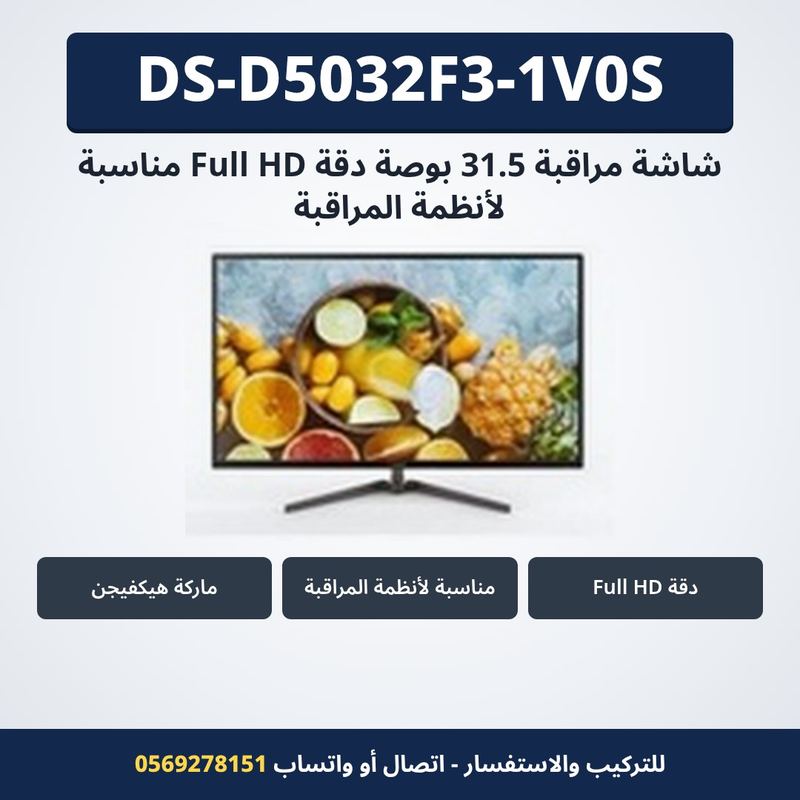 DS-D5032F3-1V0S
شاشة مراقبة 31.5 بوصة دقة Full HD مناسبة
لأنظمة المراقبة
دقة Full HD
مناسبة لأنظمة المراقبة
ماركة هيكفيجن
للتركيب والاستفسار - اتصال أو واتساب 0569278151